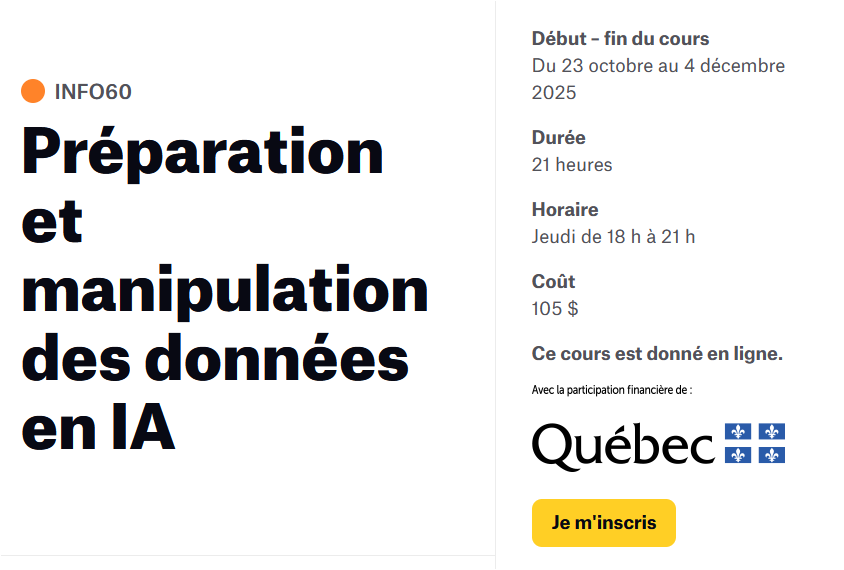 INFO60
Préparation
et
manipulation
des données
en IA
Début – fin du cours
Du 23 octobre au 4 décembre
2025
Durée
21 heures
Horaire
Jeudi de 18 h à 21 h
Coût
105 $
Ce cours est donné en ligne.
Avec la participation financière de :
Québec
Je m'inscris